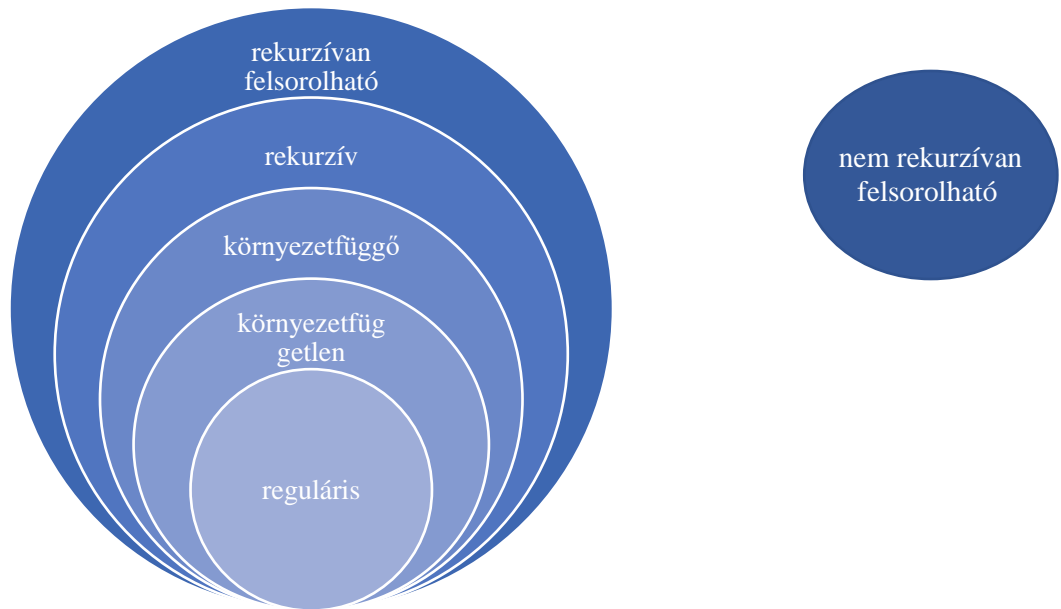 rekurzívan
felsorolható
rekurzív
környezetfüggő
környezetfüg
getlen
reguláris
nem rekurzívan
felsorolható